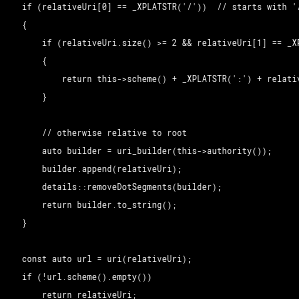 if (relativeUri[0] == _XPLATSTR('/'))  // starts with '/
{
if (relativeUri.size() >= 2 && relativeUri[1] == _XP
{
return this->scheme() + _XPLATSTR(':') + relativ
}
// otherwise relative to root
auto builder = uri_builder(this->authority());
builder.append(relativeUri);
details::removeDotSegments(builder);
return builder.to_string();
}
const auto url = uri(relativeUri);
if (!url.scheme().empty())
return relativeUri;